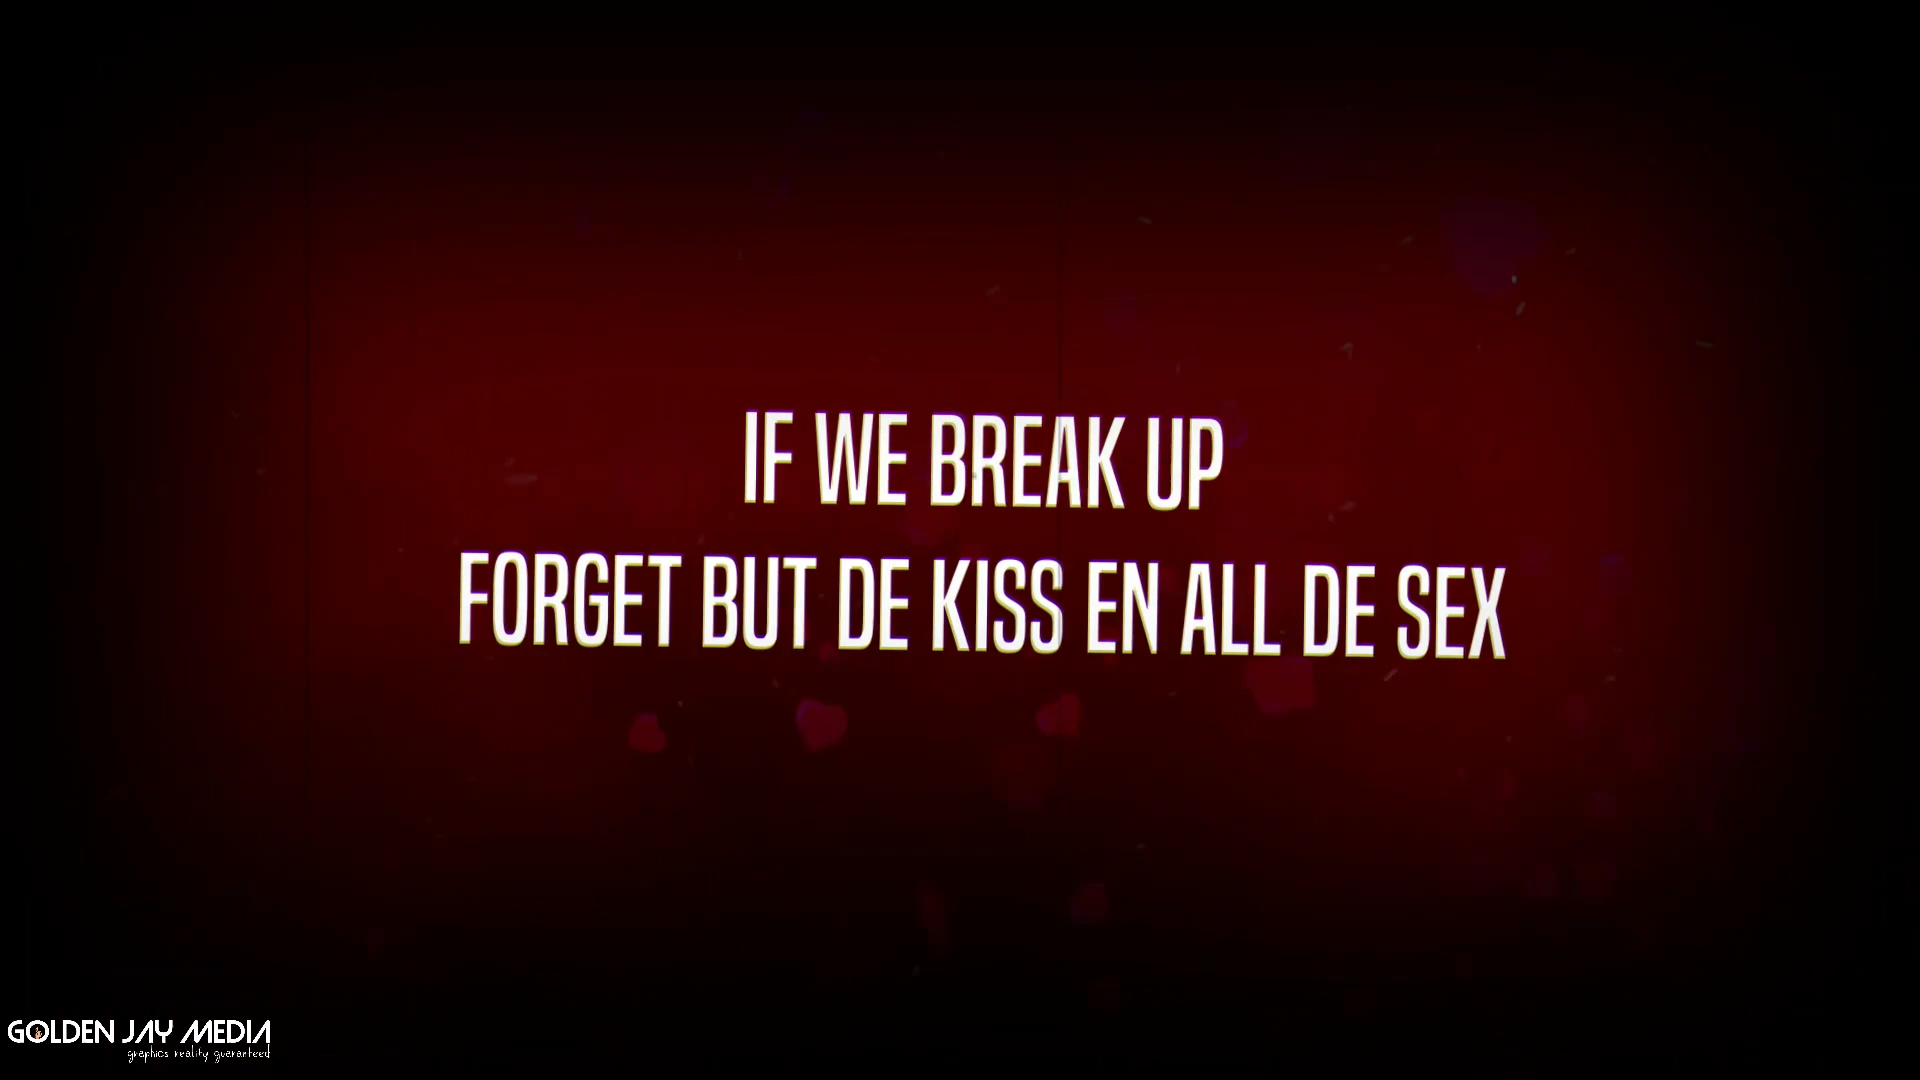 IF WE BREAK UP
FORGET BUT DE KISS EN ALL DE SEX
GOLDEN JAY MEDIA
graphics reality guaranteed